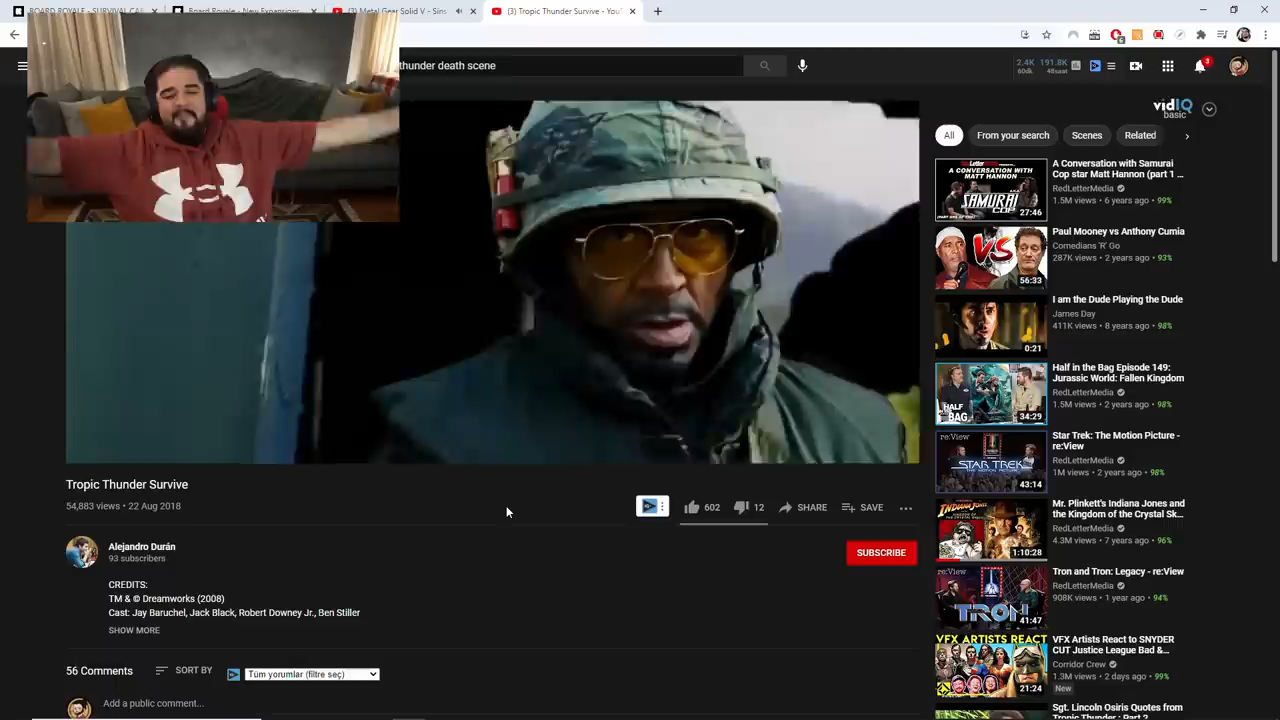 BOARD ROYALE - SURVIVAL CAR
Board Royale - New Expansions
(3) Metal Gear Solid V - Sins
(3) Tropic Thunder Survive - You
thunder death scene
2.4K 191.8K
60dk 48saat
6
3
vidIQ
basic
All
From your search
Scenes
Related
A CONVERSATION WITH
MATT HANNON
SAMURAI
COP
27:46
A Conversation with Samurai
Cop star Matt Hannon (part 1 ...
RedLetterMedia
1.5M views • 6 years ago • 99%
VS
56:33
Paul Mooney vs Anthony Cumia
Comedians 'R' Go
287K views • 2 years ago • 93%
0:21
I am the Dude Playing the Dude
James Day
411K views • 8 years ago • 98%
HALF
IN THE
BAG
34:29
Half in the Bag Episode 149:
Jurassic World: Fallen Kingdom
RedLetterMedia
1.5M views • 2 years ago • 98%
re:View
STAR TREK
43:14
Star Trek: The Motion Picture -
re:View
RedLetterMedia
1M views • 2 years ago • 98%
INDIANA JONES
1:10:28
Mr. Plinkett's Indiana Jones and
the Kingdom of the Crystal Sk...
RedLetterMedia
4.3M views • 7 years ago • 96%
re:View
TRON
41:47
Tron and Tron: Legacy - re:View
RedLetterMedia
908K views • 1 year ago • 94%
VFX ARTISTS REACT
21:24
VFX Artists React to SNYDER
CUT Justice League Bad &...
Corridor Crew
1.3M views • 2 days ago • 99%
New
Sgt. Lincoln Osiris Quotes from
Tropic Thunder : Part 2
Tropic Thunder Survive
54,883 views • 22 Aug 2018
602
12
SHARE
SAVE
Alejandro Durán
93 subscribers
SUBSCRIBE
CREDITS:
TM & © Dreamworks (2008)
Cast: Jay Baruchel, Jack Black, Robert Downey Jr., Ben Stiller
SHOW MORE
56 Comments
SORT BY
Tüm yorumlar (filtre seç)
Add a public comment...